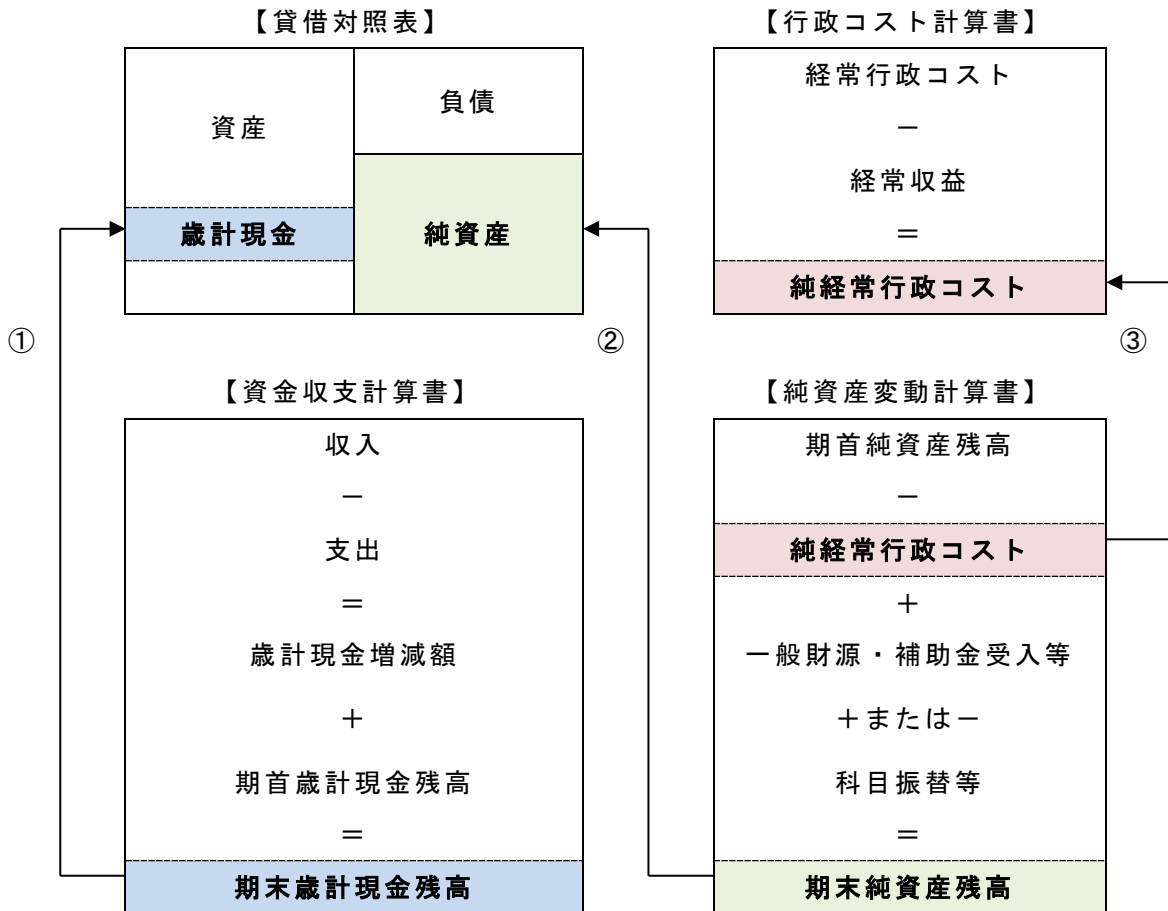 【貸借対照表】
資産
負債
歳計現金
純資産
【行政コスト計算書】
経常行政コスト
－
経常収益
＝
純経常行政コスト
①
②
③
【資金収支計算書】
収入
－
支出
＝
歳計現金増減額
＋
期首歳計現金残高
＝
期末歳計現金残高
【純資産変動計算書】
期首純資産残高
－
純経常行政コスト
＋
一般財源・補助金受入等
＋または－
科目振替等
＝
期末純資産残高